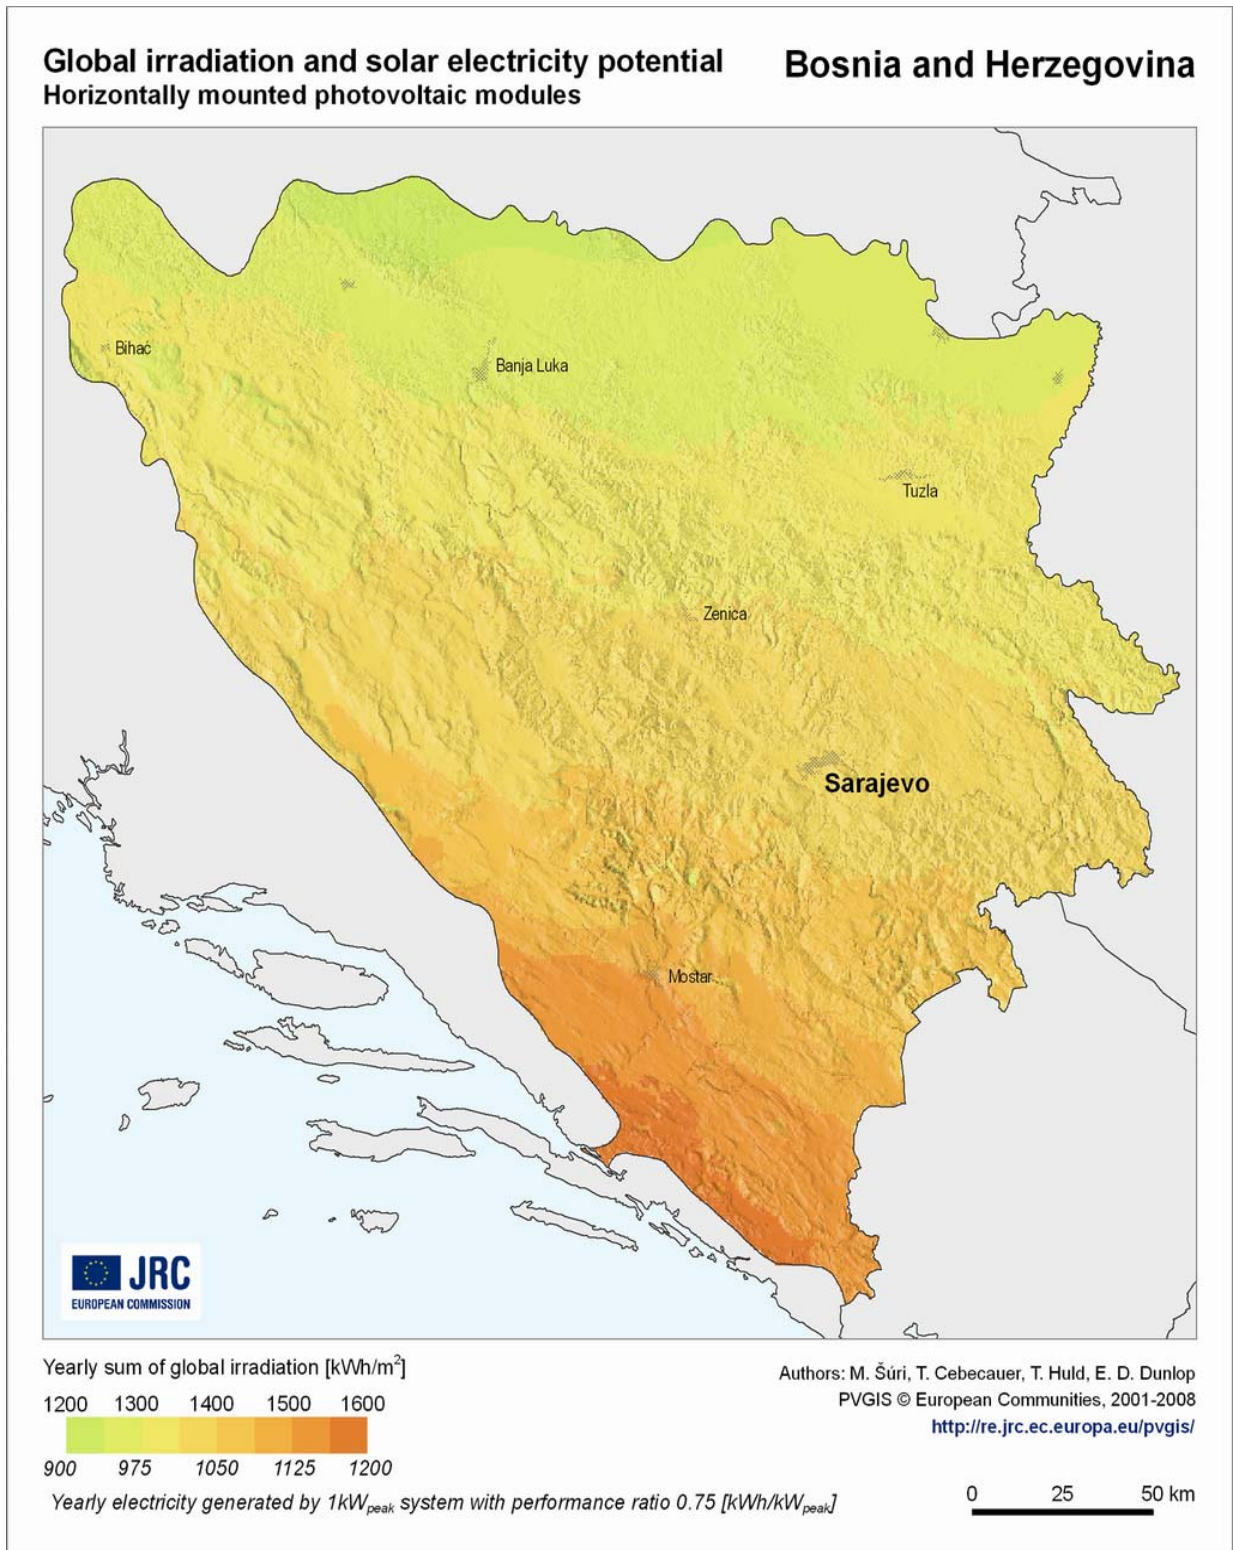 Global irradiation and solar electricity potential
Horizontally mounted photovoltaic modules
Bosnia and Herzegovina
Bihać
Banja Luka
Tuzla
Zenica
Sarajevo
Mostar
JRC
EUROPEAN COMMISSION
Yearly sum of global irradiation [kWh/m²]
1200 1300 1400 1500 1600
900 975 1050 1125 1200
Yearly electricity generated by 1kWpeak system with performance ratio 0.75 [kWh/kWpeak]
Authors: M. Šúri, T. Cebecauer, T. Huld, E. D. Dunlop
PVGIS © European Communities, 2001-2008
http://re.jrc.ec.europa.eu/pvgis/
0 25 50 km